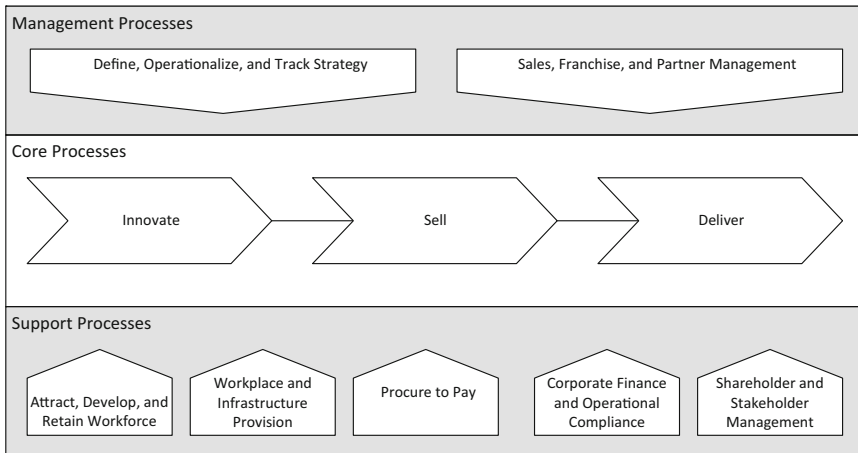 Management Processes
Define, Operationalize, and Track Strategy
Sales, Franchise, and Partner Management
Core Processes
Innovate
Sell
Deliver
Support Processes
Attract, Develop, and
Retain Workforce
Workplace and
Infrastructure
Provision
Procure to Pay
Corporate Finance
and Operational
Compliance
Shareholder and
Stakeholder
Management